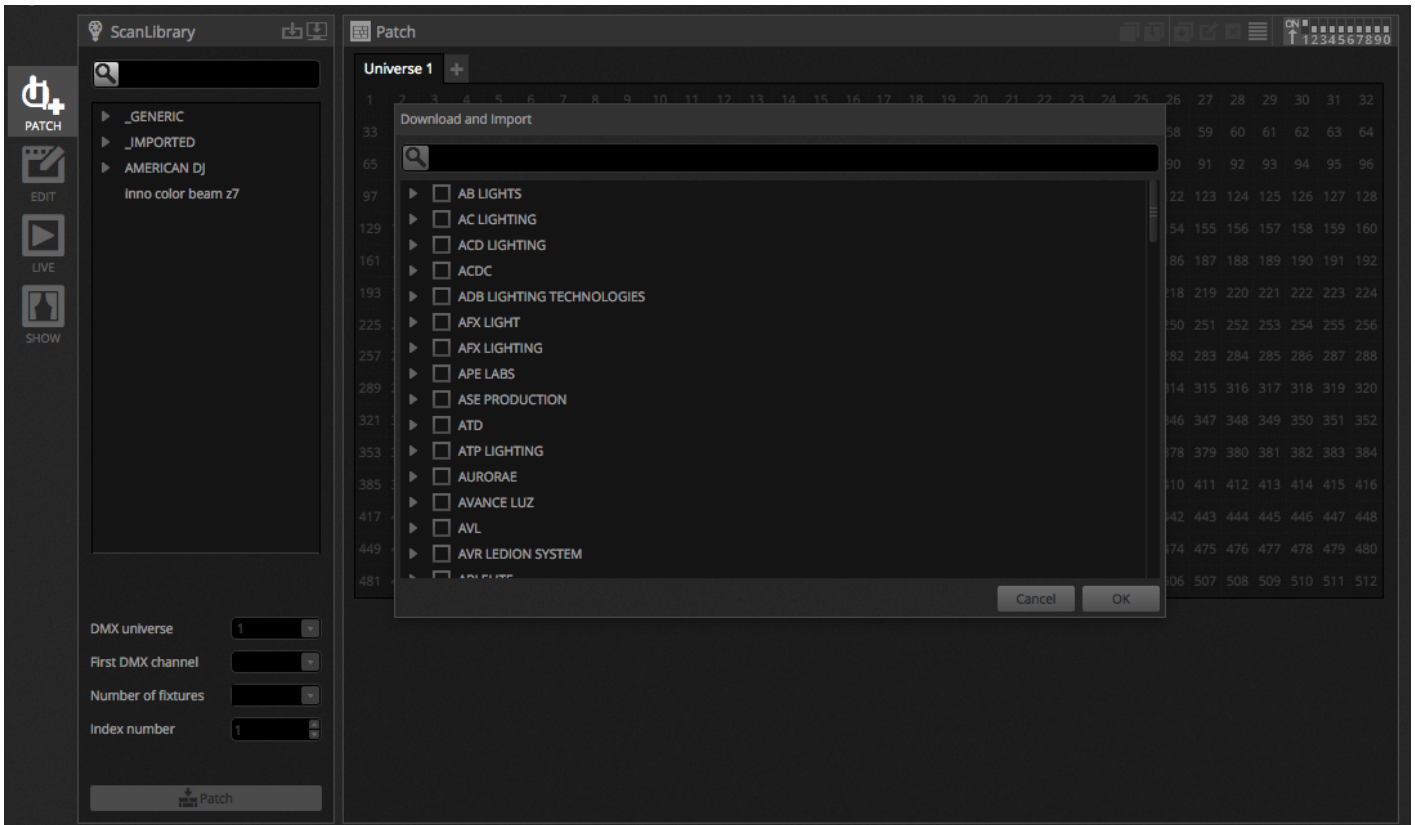 ScanLibrary
Patch
ON
1234567890
Universe 1 +
1 2 3 4 5 6 7 8 9 10 11 12 13 14 15 16 17 18 19 20 21 22 23 24 25 26 27 28 29 30 31 32
PATCH
EDIT
LIVE
SHOW
_GENERIC
_IMPORTED
AMERICAN DJ
inno color beam z7
Download and Import
AB LIGHTS
AC LIGHTING
ACD LIGHTING
ACDC
ADB LIGHTING TECHNOLOGIES
AFX LIGHT
AFX LIGHTING
APE LABS
ASE PRODUCTION
ATD
ATP LIGHTING
AURORAE
AVANCE LUZ
AVL
AVR LEDION SYSTEM
Cancel OK
33 58 59 60 61 62 63 64
65 90 91 92 93 94 95 96
97 122 123 124 125 126 127 128
129 154 155 156 157 158 159 160
161 186 187 188 189 190 191 192
193 218 219 220 221 222 223 224
225 250 251 252 253 254 255 256
257 282 283 284 285 286 287 288
289 314 315 316 317 318 319 320
321 346 347 348 349 350 351 352
353 378 379 380 381 382 383 384
385 410 411 412 413 414 415 416
417 442 443 444 445 446 447 448
449 474 475 476 477 478 479 480
481 506 507 508 509 510 511 512
DMX universe 1
First DMX channel
Number of fixtures
Index number 1
Patch